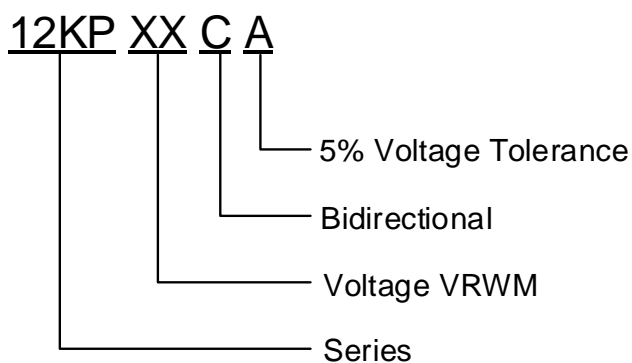 12KP XX C A
5% Voltage Tolerance
Bidirectional
Voltage VRWM
Series